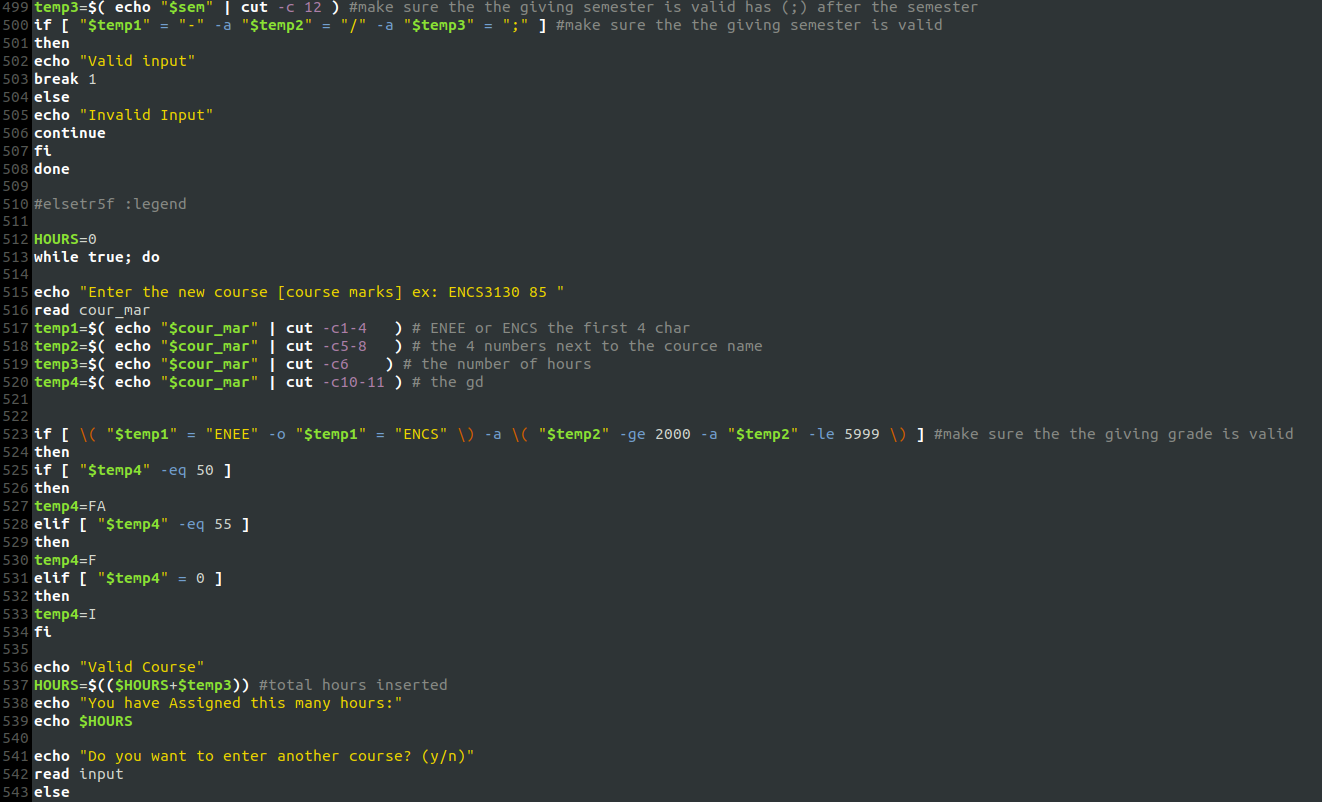 499 temp3=$( echo "$sem" | cut -c 12 ) #make sure the the giving semester is valid has (;) after the semester
500 if [ "$temp1" = "-" -a "$temp2" = "/" -a "$temp3" = ";" ] #make sure the the giving semester is valid
501 then
502 echo "Valid input"
503 break 1
504 else
505 echo "Invalid Input"
506 continue
507 fi
508 done
509
510 #elsetr5f :legend
511
512 HOURS=0
513 while true; do
514
515 echo "Enter the new course [course marks] ex: ENCS3130 85 "
516 read cour_mar
517 temp1=$( echo "$cour_mar" | cut -c1-4   ) # ENEE or ENCS the first 4 char
518 temp2=$( echo "$cour_mar" | cut -c5-8   ) # the 4 numbers next to the cource name
519 temp3=$( echo "$cour_mar" | cut -c6    ) # the number of hours
520 temp4=$( echo "$cour_mar" | cut -c10-11 ) # the gd
521
522
523 if [ \( "$temp1" = "ENEE" -o "$temp1" = "ENCS" \) -a \( "$temp2" -ge 2000 -a "$temp2" -le 5999 \) ] #make sure the the giving grade is valid
524 then
525 if [ "$temp4" -eq 50 ]
526 then
527 temp4=FA
528 elif [ "$temp4" -eq 55 ]
529 then
530 temp4=F
531 elif [ "$temp4" = 0 ]
532 then
533 temp4=I
534 fi
535
536 echo "Valid Course"
537 HOURS=$(($HOURS+$temp3)) #total hours inserted
538 echo "You have Assigned this many hours:"
539 echo $HOURS
540
541 echo "Do you want to enter another course? (y/n)"
542 read input
543 else